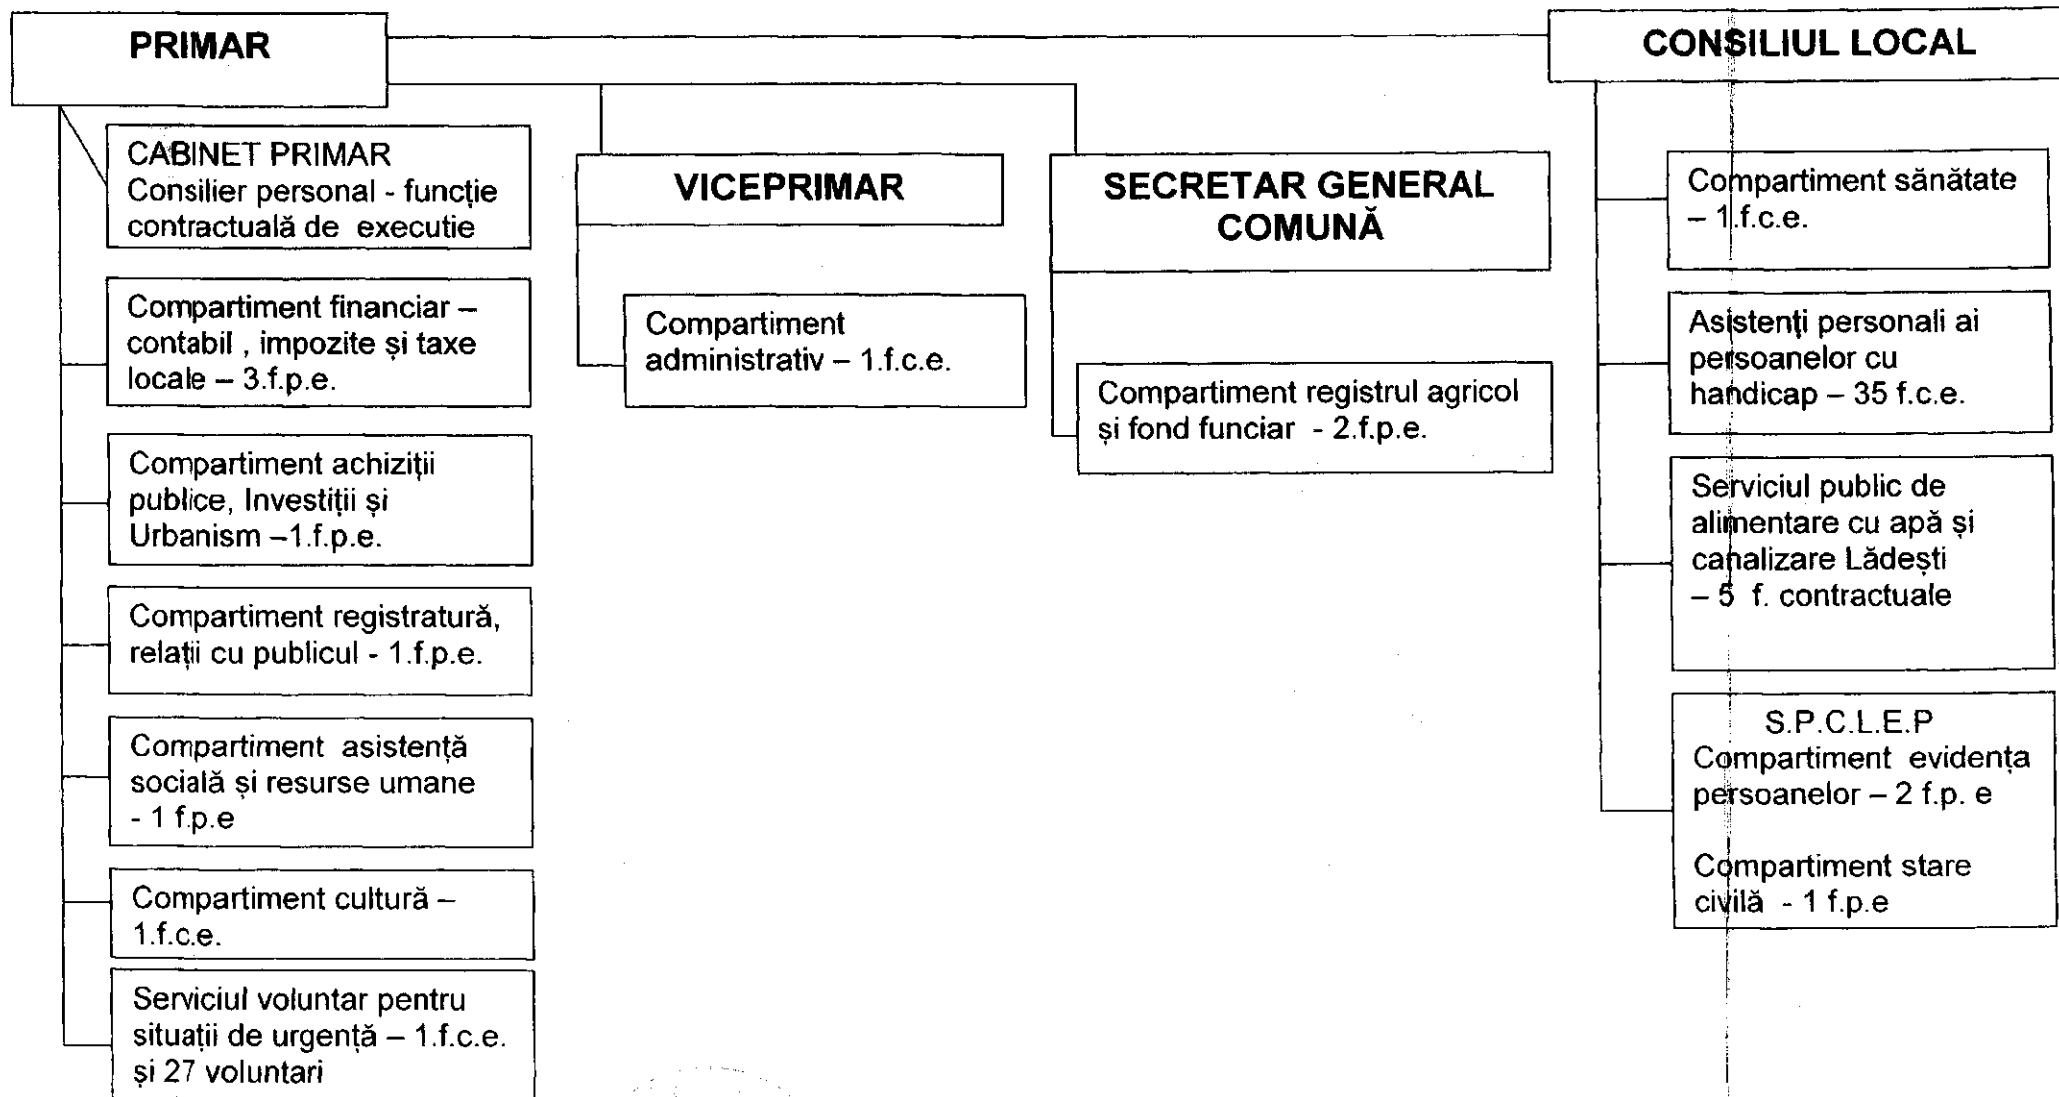 PRIMAR
CONSILIUL LOCAL
CABINET PRIMAR
Consilier personal - funcție
contractuală de execuție
Compartiment financiar –
contabil , impozite și taxe
locale – 3.f.p.e.
Compartiment achiziții
publice, Investiții și
Urbanism –1.f.p.e.
Compartiment registratură,
relații cu publicul - 1.f.p.e.
Compartiment asistență
socială și resurse umane
- 1 f.p.e
Compartiment cultură –
1.f.c.e.
Serviciul voluntar pentru
situații de urgență – 1.f.c.e.
și 27 voluntari
VICEPRIMAR
Compartiment
administrativ – 1.f.c.e.
SECRETAR GENERAL
COMUNĂ
Compartiment registrul agricol
și fond funciar - 2.f.p.e.
Compartiment sănătate
– 1.f.c.e.
Asistenți personali ai
persoanelor cu
handicap – 35 f.c.e.
Serviciul public de
alimentare cu apă și
canalizare Lădești
– 5 f. contractuale
S.P.C.L.E.P
Compartiment evidența
persoanelor – 2 f.p. e
Compartiment stare
civilă - 1 f.p.e